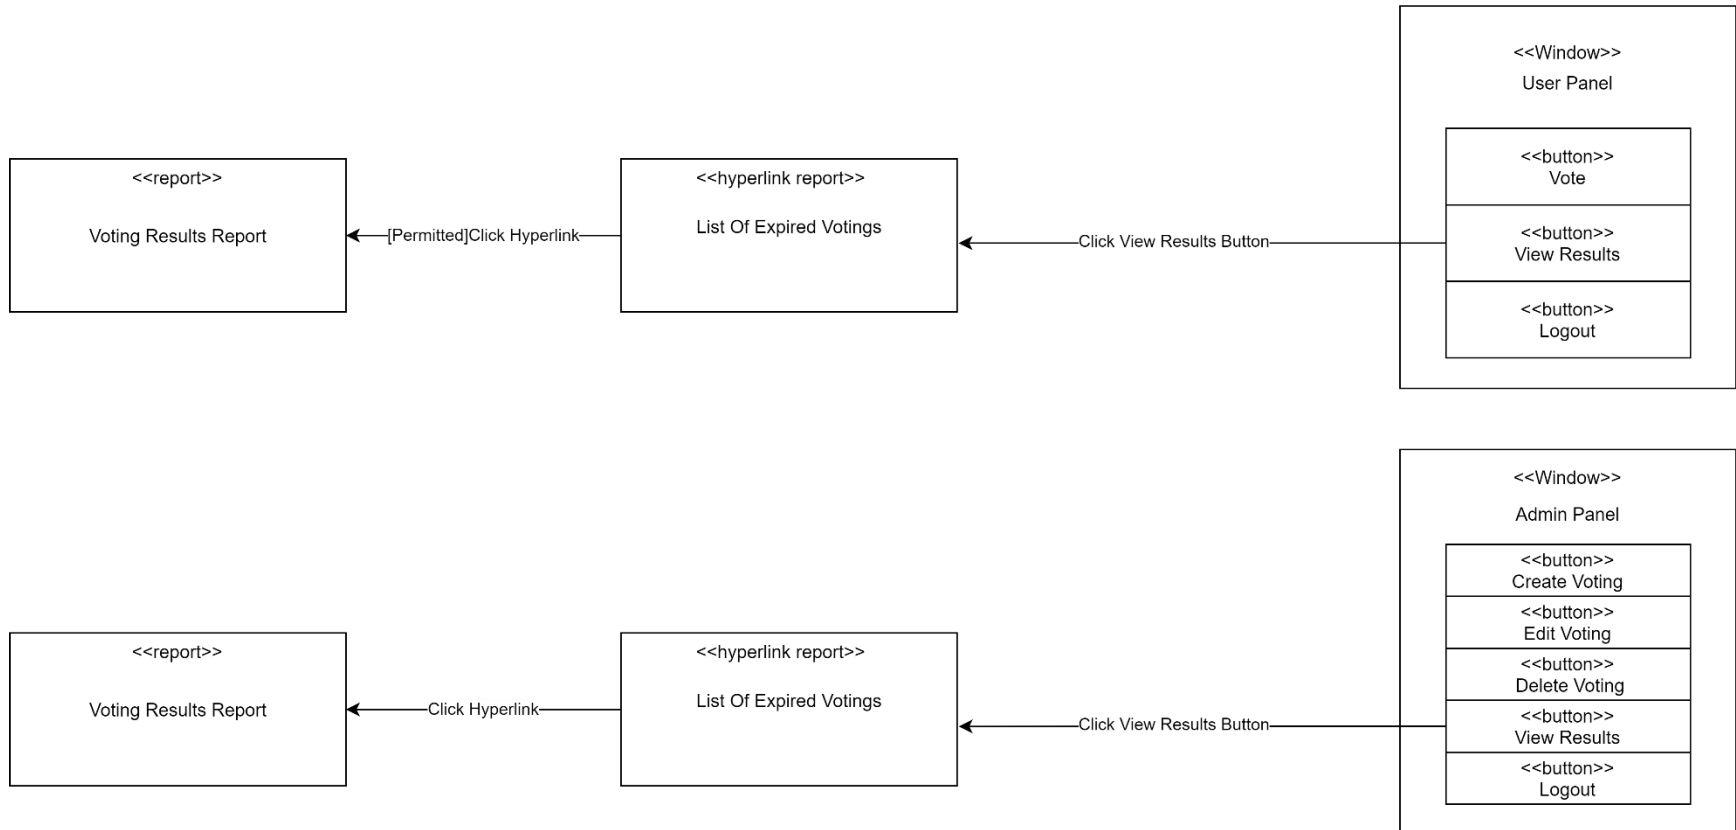 <<Window>>
User Panel
<<button>>
Vote
<<report>>
<<hyperlink report>>
Voting Results Report
[Permitted]Click Hyperlink
List Of Expired Votings
Click View Results Button
<<button>>
View Results
<<button>>
Logout
<<Window>>
Admin Panel
<<button>>
Create Voting
<<button>>
Edit Voting
<<report>>
<<hyperlink report>>
<<button>>
Delete Voting
Voting Results Report
Click Hyperlink
List Of Expired Votings
Click View Results Button
<<button>>
View Results
<<button>>
Logout